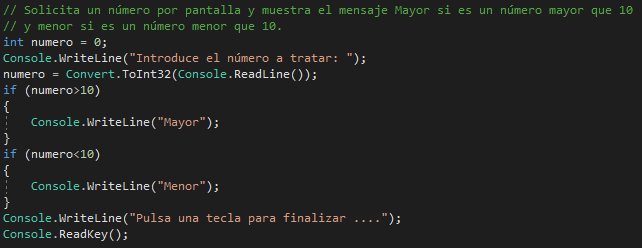 // Solicita un número por pantalla y muestra el mensaje Mayor si es un número mayor que 10
// y menor si es un número menor que 10.
int numero = 0;
Console.WriteLine("Introduce el número a tratar: ");
numero = Convert.ToInt32(Console.ReadLine());
if (numero>10)
{
    Console.WriteLine("Mayor");
}
if (numero<10)
{
    Console.WriteLine("Menor");
}
Console.WriteLine("Pulsa una tecla para finalizar ....");
Console.ReadKey();